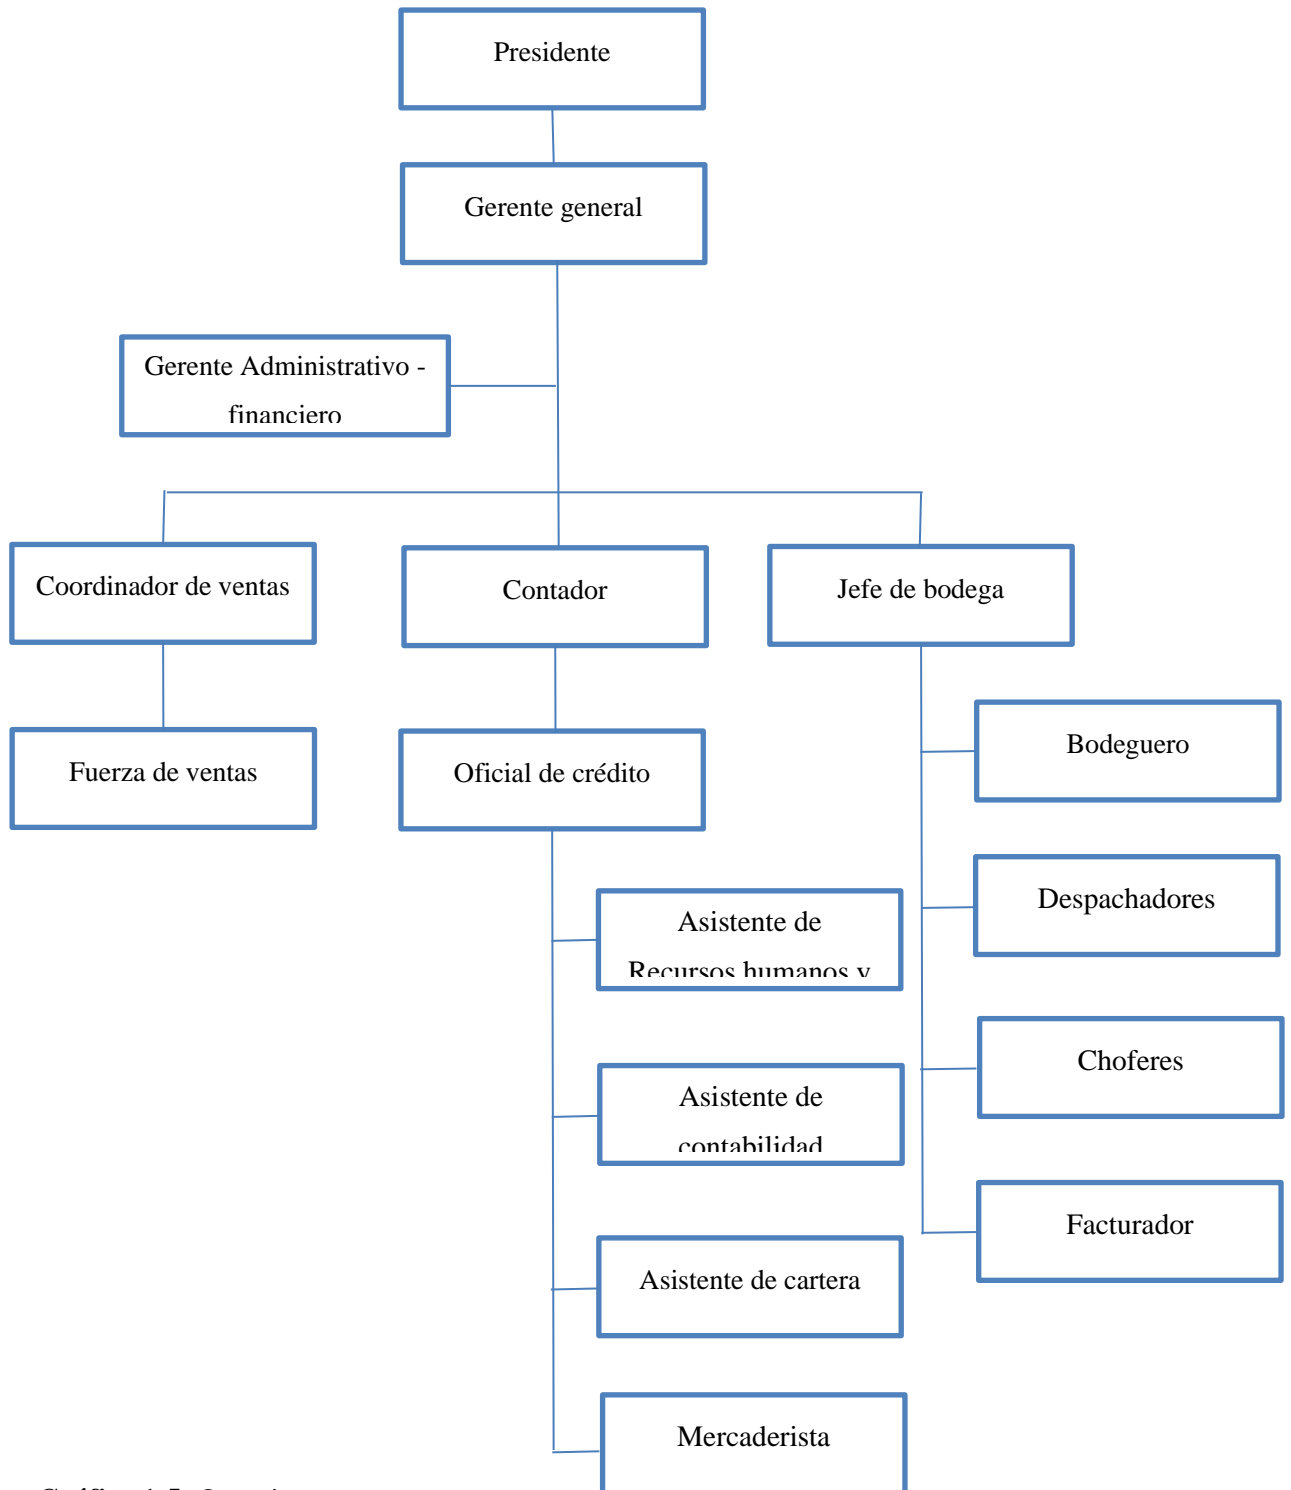 Presidente
Gerente general
Gerente Administrativo -
financiero
Coordinador de ventas
Contador
Jefe de bodega
Fuerza de ventas
Oficial de crédito
Bodeguero
Despachadores
Choferes
Facturador
Asistente de
Recursos humanos y
Asistente de
contabilidad
Asistente de cartera
Mercaderista